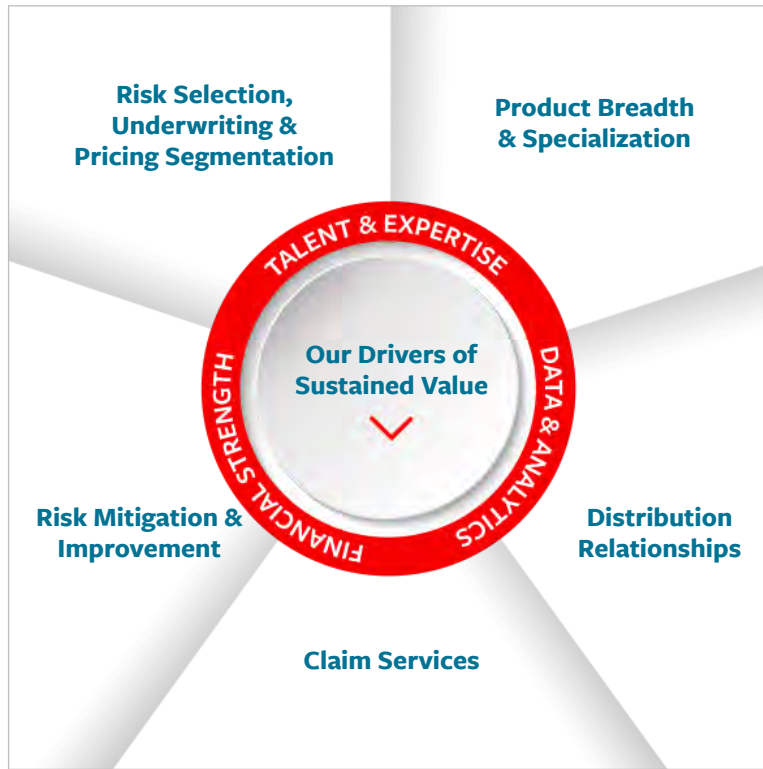 Risk Selection,
Underwriting &
Pricing Segmentation
Product Breadth
& Specialization
TALENT & EXPERTISE
Our Drivers of
Sustained Value
DATA & ANALYTICS
FINANCIAL STRENGTH
Risk Mitigation &
Improvement
Distribution
Relationships
Claim Services